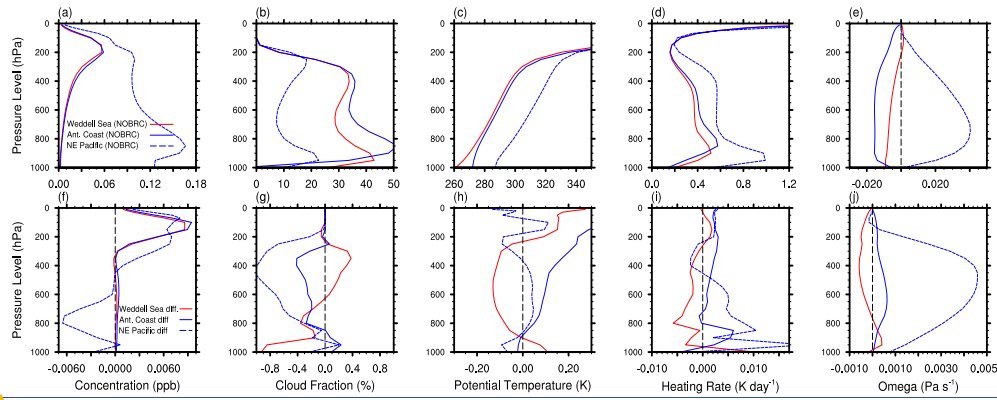 (a) (b) (c) (d) (e)
Pressure Level (hPa)
0
200
400
600
800
1000
Weddell Sea (NOBRC)
Ant. Coast (NOBRC)
NE Pacific (NOBRC)
0.00 0.06 0.12 0.18
0 10 20 30 40 50
260 280 300 320 340
0.0 0.4 0.8 1.2
-0.020 0.000 0.020
(f) (g) (h) (i) (j)
Pressure Level (hPa)
0
200
400
600
800
1000
Weddell Sea diff.
Ant. Coast diff
NE Pacific diff
-0.0060 0.0000 0.0060
-0.8 -0.4 0.0 0.4 0.8
-0.20 0.00 0.20
-0.010 0.000 0.010
-0.0010 0.001 0.003 0.005
Concentration (ppb)
Cloud Fraction (%)
Potential Temperature (K)
Heating Rate (K day⁻¹)
Omega (Pa s⁻¹)